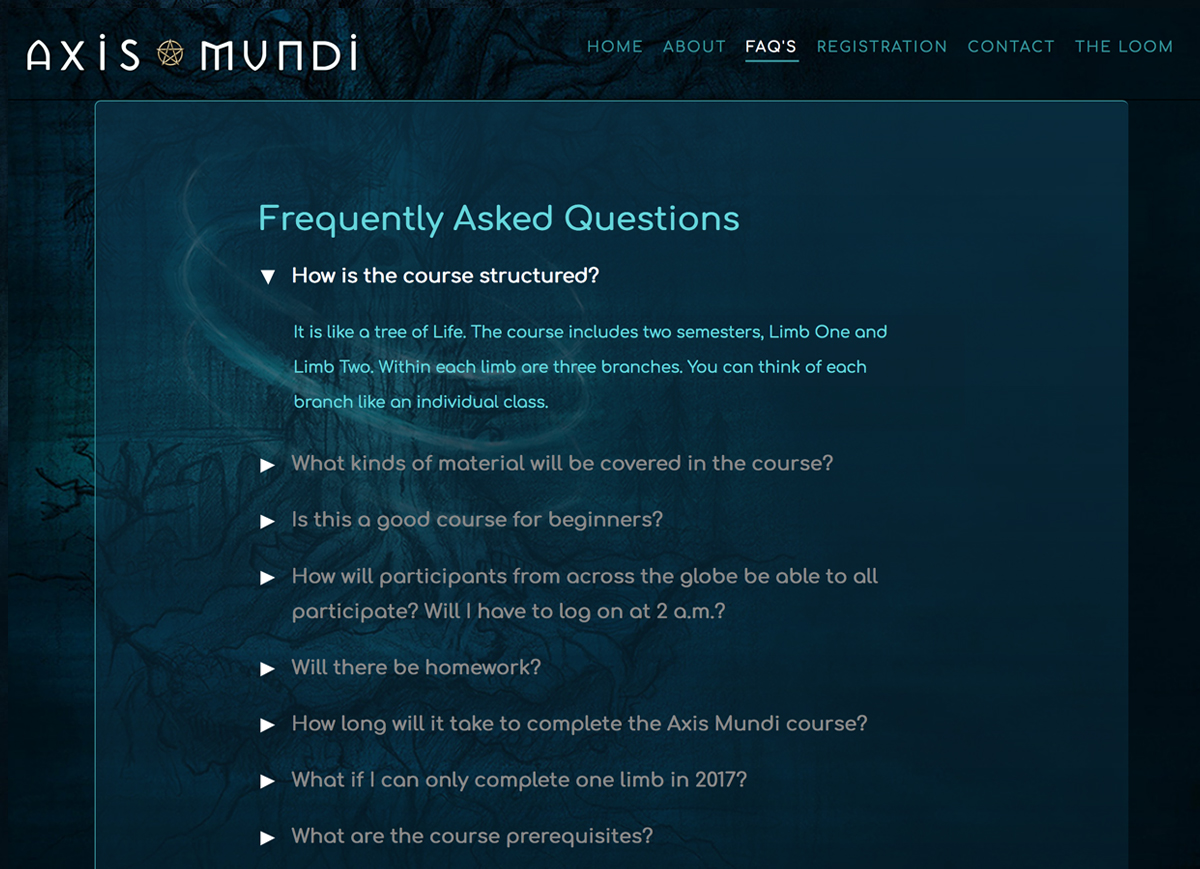 AXIS MUNDI
HOME ABOUT FAQ'S REGISTRATION CONTACT THE LOOM
Frequently Asked Questions
How is the course structured?
It is like a tree of Life. The course includes two semesters, Limb One and
Limb Two. Within each limb are three branches. You can think of each
branch like an individual class.
What kinds of material will be covered in the course?
Is this a good course for beginners?
How will participants from across the globe be able to all
participate? Will I have to log on at 2 a.m.?
Will there be homework?
How long will it take to complete the Axis Mundi course?
What if I can only complete one limb in 2017?
What are the course prerequisites?